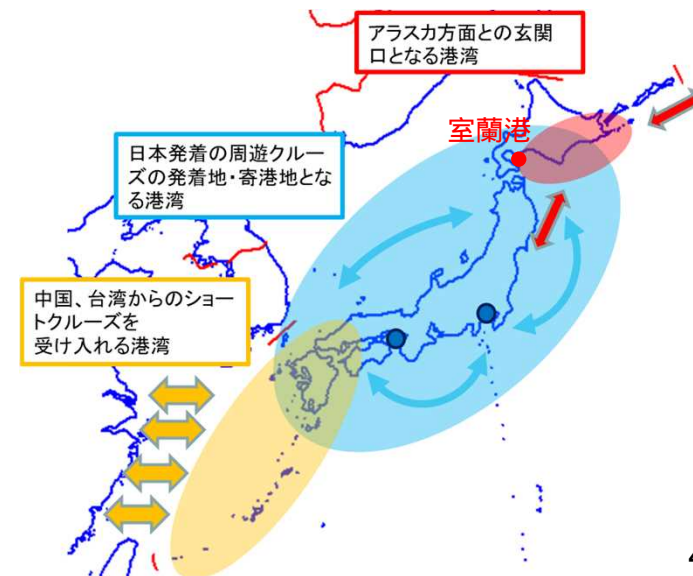 アラスカ方面との玄関
口となる港湾
室蘭港
日本発着の周遊クルー
ズの発着地・寄港地とな
る港湾
中国、台湾からのショー
トクルーズを
受け入れる港湾